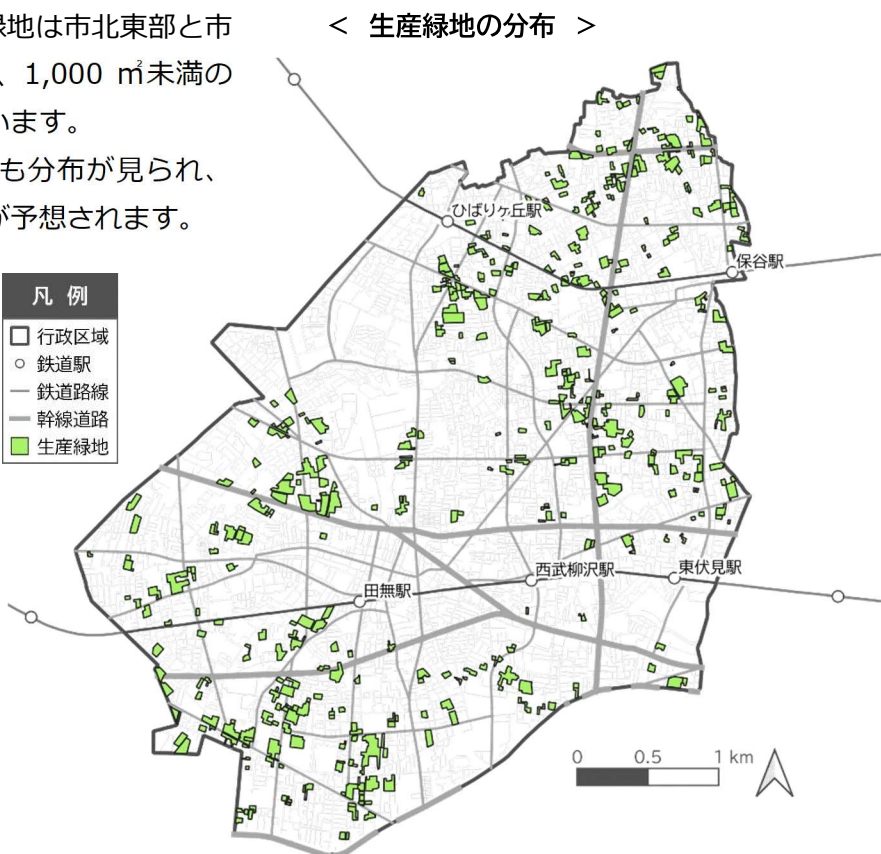 緑地は市北東部と市
、1,000 ㎡未満の
います。
も分布が見られ、
が予想されます。
< 生産緑地の分布 >
ひばりヶ丘駅
保谷駅
凡 例
行政区域
鉄道駅
鉄道路線
幹線道路
生産緑地
西武柳沢駅
東伏見駅
田無駅
0 0.5 1 km